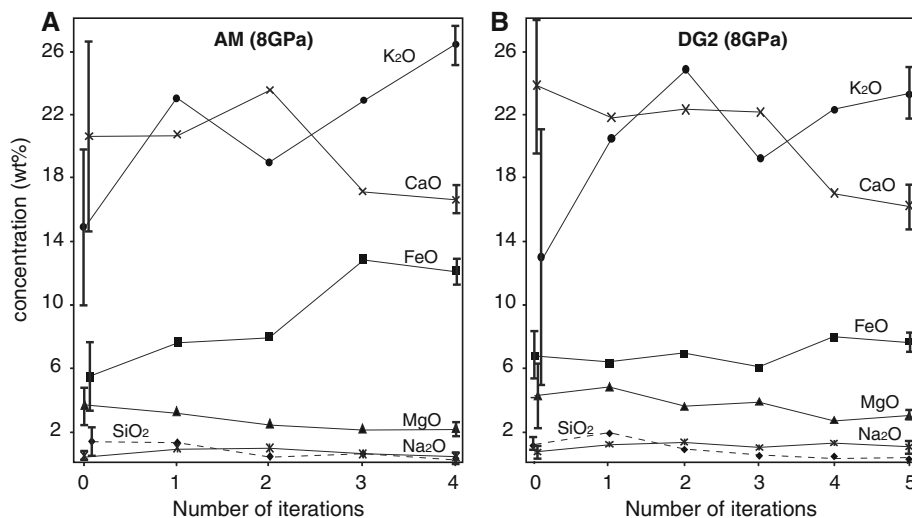 A
AM (8GPa)
26
22
18
14
10
6
2
concentration (wt%)
K₂O
CaO
FeO
MgO
SiO₂
Na₂O
0 1 2 3 4
Number of iterations
B
DG2 (8GPa)
26
22
18
14
10
6
2
K₂O
CaO
FeO
MgO
SiO₂
Na₂O
0 1 2 3 4 5
Number of iterations